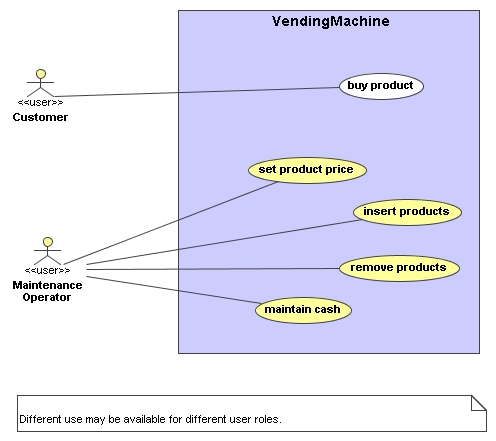 VendingMachine
buy product
<<user>>
Customer
set product price
insert products
<<user>>
Maintenance
Operator
remove products
maintain cash
Different use may be available for different user roles.